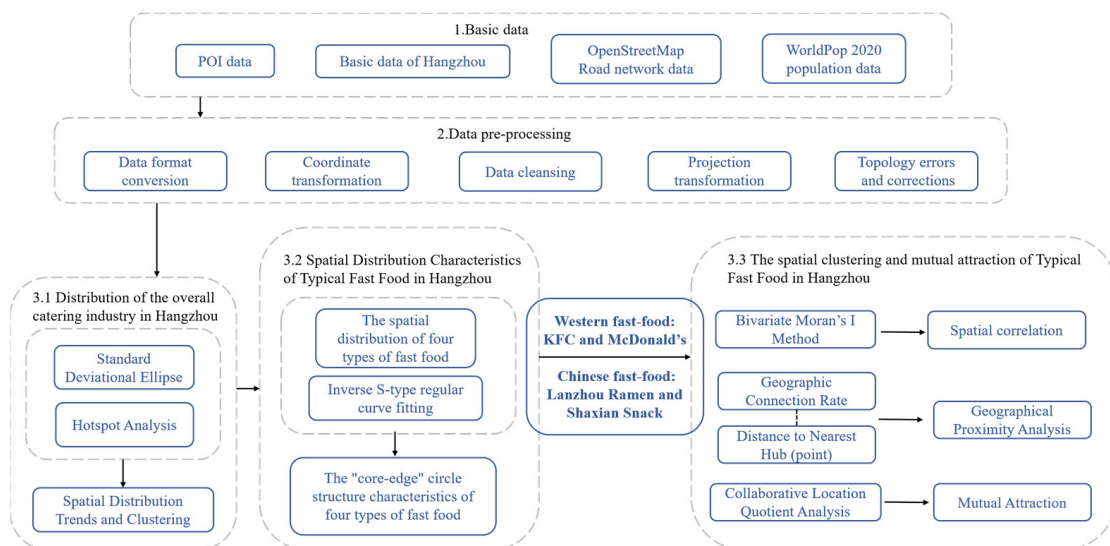 1.Basic data
POI data
Basic data of Hangzhou
OpenStreetMap
Road network data
WorldPop 2020
population data
2.Data pre-processing
Data format
conversion
Coordinate
transformation
Data cleansing
Projection
transformation
Topology errors
and corrections
3.1 Distribution of the overall
catering industry in Hangzhou
Standard
Deviational Ellipse
Hotspot Analysis
Spatial Distribution
Trends and Clustering
3.2 Spatial Distribution Characteristics
of Typical Fast Food in Hangzhou
The spatial
distribution of four
types of fast food
Inverse S-type regular
curve fitting
The "core-edge" circle
structure characteristics of
four types of fast food
Western fast-food:
KFC and McDonald’s
Chinese fast-food:
Lanzhou Ramen and
Shaxian Snack
3.3 The spatial clustering and mutual attraction of Typical
Fast Food in Hangzhou
Bivariate Moran’s I
Method
Spatial correlation
Geographic
Connection Rate
Distance to Nearest
Hub (point)
Geographical
Proximity Analysis
Collaborative Location
Quotient Analysis
Mutual Attraction